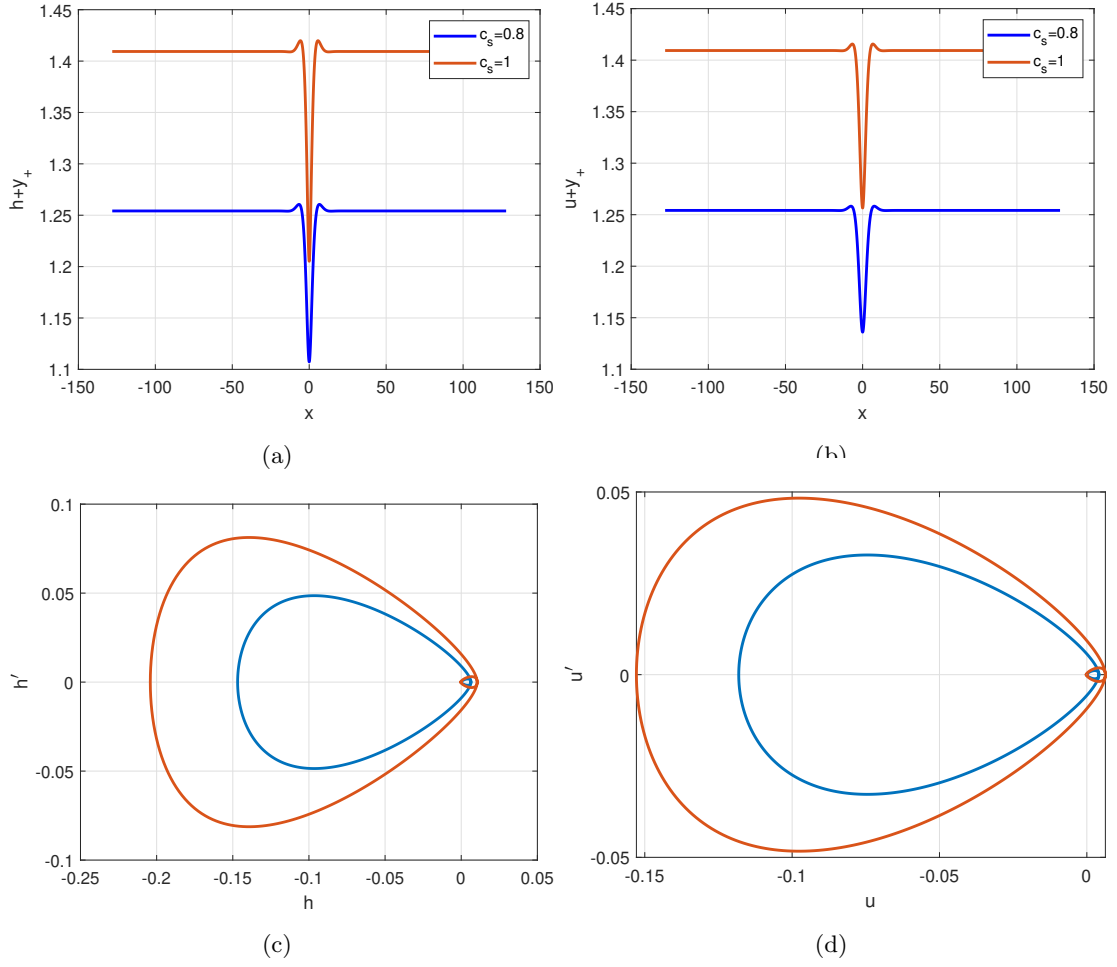 1.45
1.4
1.35
1.3
1.25
1.2
1.15
1.1
h+y₊
-150 -100 -50 0 50 100 150
x
c_s=0.8
c_s=1
(a)
1.45
1.4
1.35
1.3
1.25
1.2
1.15
1.1
u+y₊
-150 -100 -50 0 50 100 150
x
c_s=0.8
c_s=1
(b)
0.1
0.05
0
-0.05
-0.1
h′
-0.25 -0.2 -0.15 -0.1 -0.05 0 0.05
h
(c)
0.05
0
-0.05
u′
-0.15 -0.1 -0.05 0
u
(d)